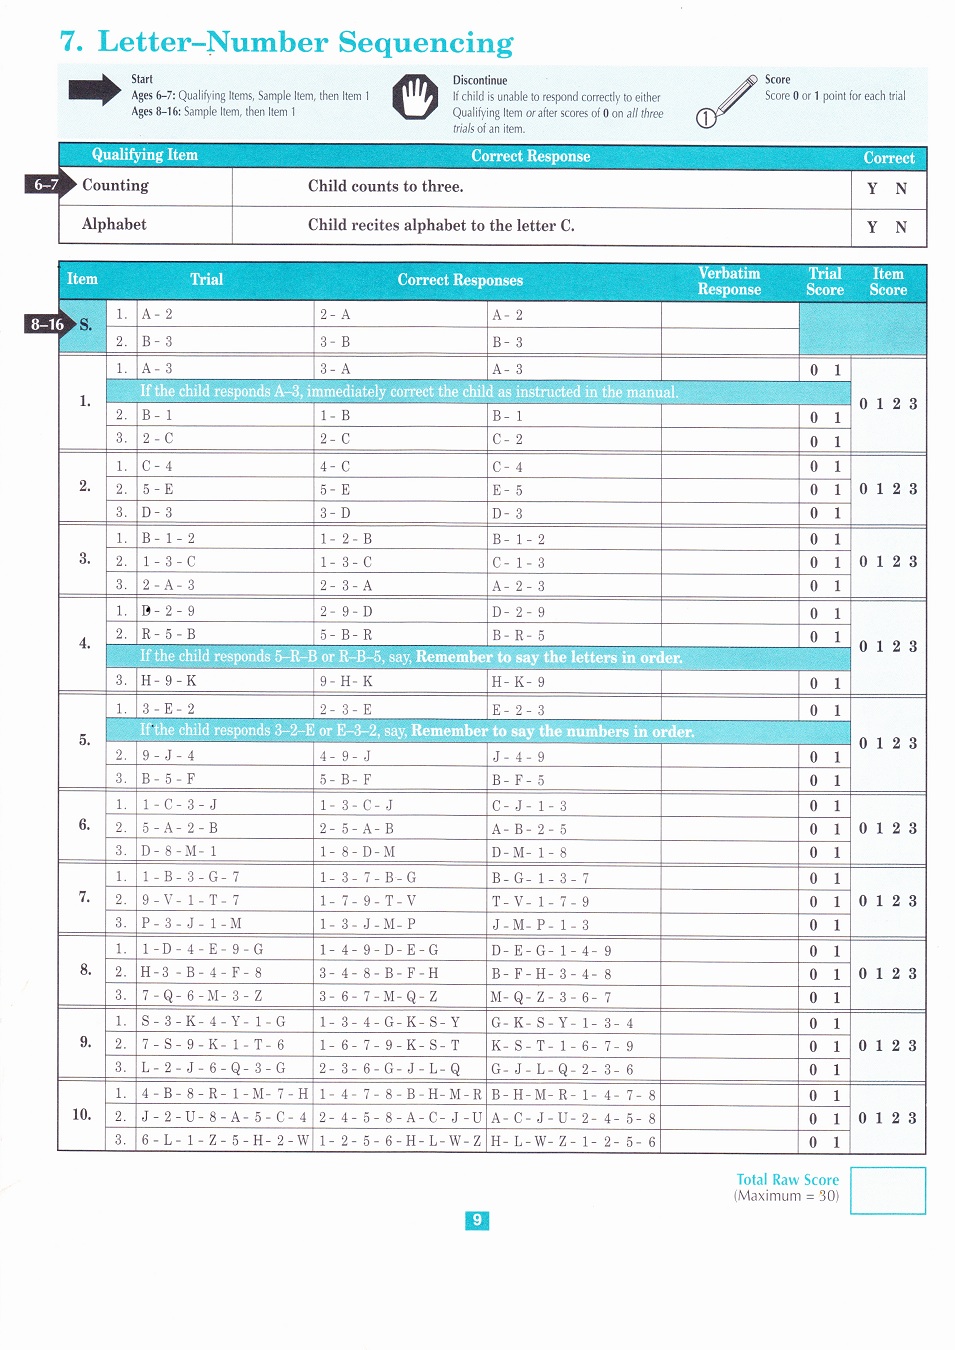 7. Letter–Number Sequencing
Start
Ages 6–7: Qualifying Items, Sample Item, then Item 1
Ages 8–16: Sample Item, then Item 1
Discontinue
If child is unable to respond correctly to either
Qualifying Item or after scores of 0 on all three
trials of an item.
1
Score
Score 0 or 1 point for each trial
Qualifying Item Correct Response Correct
6–7 Counting Child counts to three. Y N
Alphabet Child recites alphabet to the letter C. Y N
Item Trial Correct Responses Verbatim Response Trial Score Item Score
8–16 S.
1. A - 2 2 - A A - 2
2. B - 3 3 - B B - 3
1.
1. A - 3 3 - A A - 3 0 1
If the child responds A–3, immediately correct the child as instructed in the manual.
0 1 2 3
2. B - 1 1 - B B - 1 0 1
3. 2 - C 2 - C C - 2 0 1
1. C - 4 4 - C C - 4 0 1
2. 2. 5 - E 5 - E E - 5 0 1 0 1 2 3
3. D - 3 3 - D D - 3 0 1
1. B - 1 - 2 1 - 2 - B B - 1 - 2 0 1
3. 2. 1 - 3 - C 1 - 3 - C C - 1 - 3 0 1 0 1 2 3
3. 2 - A - 3 2 - 3 - A A - 2 - 3 0 1
1. D - 2 - 9 2 - 9 - D D - 2 - 9 0 1
2. R - 5 - B 5 - B - R B - R - 5 0 1
4. 0 1 2 3
If the child responds 5–R–B or R–B–5, say, Remember to say the letters in order.
3. H - 9 - K 9 - H - K H - K - 9 0 1
1. 3 - E - 2 2 - 3 - E E - 2 - 3 0 1
If the child responds 3–2–E or E–3–2, say, Remember to say the numbers in order.
5. 0 1 2 3
2. 9 - J - 4 4 - 9 - J J - 4 - 9 0 1
3. B - 5 - F 5 - B - F B - F - 5 0 1
1. 1 - C - 3 - J 1 - 3 - C - J C - J - 1 - 3 0 1
6. 2. 5 - A - 2 - B 2 - 5 - A - B A - B - 2 - 5 0 1 0 1 2 3
3. D - 8 - M - 1 1 - 8 - D - M D - M - 1 - 8 0 1
1. 1 - B - 3 - G - 7 1 - 3 - 7 - B - G B - G - 1 - 3 - 7 0 1
7. 2. 9 - V - 1 - T - 7 1 - 7 - 9 - T - V T - V - 1 - 7 - 9 0 1 0 1 2 3
3. P - 3 - J - 1 - M 1 - 3 - J - M - P J - M - P - 1 - 3 0 1
1. 1 - D - 4 - E - 9 - G 1 - 4 - 9 - D - E - G D - E - G - 1 - 4 - 9 0 1
8. 2. H - 3 - B - 4 - F - 8 3 - 4 - 8 - B - F - H B - F - H - 3 - 4 - 8 0 1 0 1 2 3
3. 7 - Q - 6 - M - 3 - Z 3 - 6 - 7 - M - Q - Z M - Q - Z - 3 - 6 - 7 0 1
1. S - 3 - K - 4 - Y - 1 - G 1 - 3 - 4 - G - K - S - Y G - K - S - Y - 1 - 3 - 4 0 1
9. 2. 7 - S - 9 - K - 1 - T - 6 1 - 6 - 7 - 9 - K - S - T K - S - T - 1 - 6 - 7 - 9 0 1 0 1 2 3
3. L - 2 - J - 6 - Q - 3 - G 2 - 3 - 6 - G - J - L - Q G - J - L - Q - 2 - 3 - 6 0 1
1. 4 - B - 8 - R - 1 - M - 7 - H 1 - 4 - 7 - 8 - B - H - M - R B - H - M - R - 1 - 4 - 7 - 8 0 1
10. 2. J - 2 - U - 8 - A - 5 - C - 4 2 - 4 - 5 - 8 - A - C - J - U A - C - J - U - 2 - 4 - 5 - 8 0 1 0 1 2 3
3. 6 - L - 1 - Z - 5 - H - 2 - W 1 - 2 - 5 - 6 - H - L - W - Z H - L - W - Z - 1 - 2 - 5 - 6 0 1
Total Raw Score
(Maximum = 30)
9